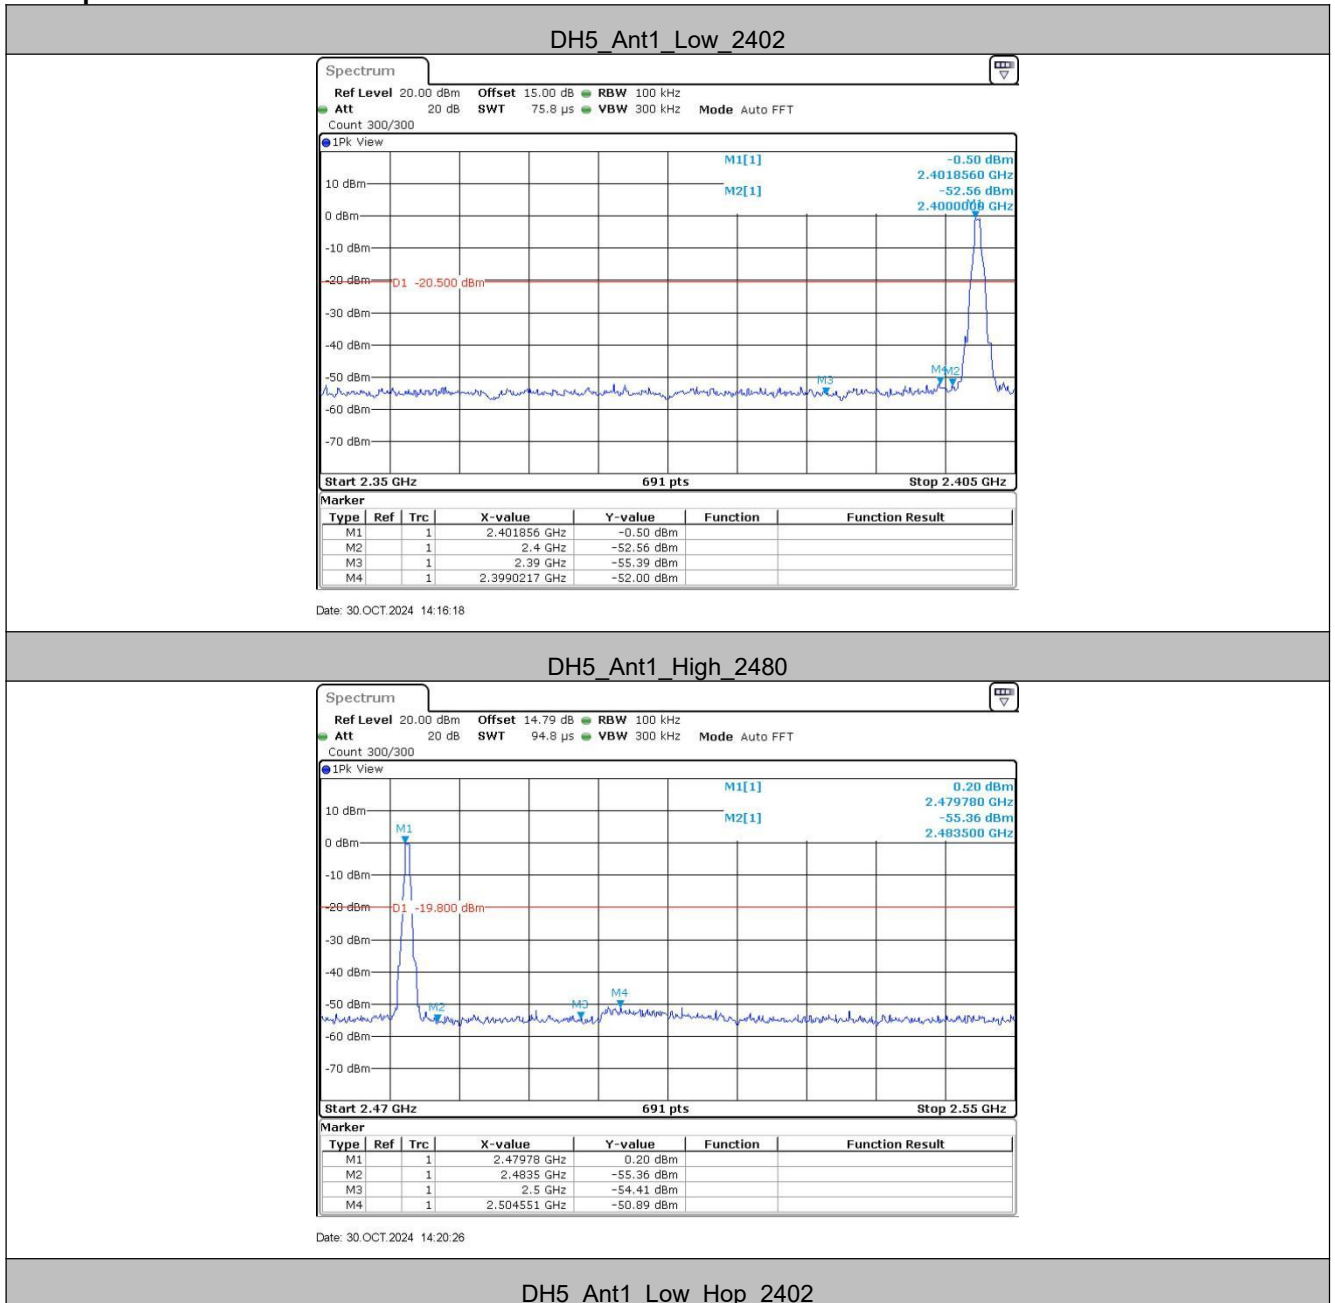 DH5_Ant1_Low_2402
Spectrum
Ref Level 20.00 dBm Offset 15.00 dB RBW 100 kHz
Att 20 dB SWT 75.8 µs VBW 300 kHz Mode Auto FFT
Count 300/300
1Pk View
M1[1] -0.50 dBm
2.4018560 GHz
M2[1] -52.56 dBm
2.4000000 GHz
M1
10 dBm
0 dBm
-10 dBm
-20 dBm
D1 -20.500 dBm
-30 dBm
-40 dBm
-50 dBm
M3 M4 M2
-60 dBm
-70 dBm
Start 2.35 GHz 691 pts Stop 2.405 GHz
Marker
Type Ref Trc X-value Y-value Function Function Result
M1 1 2.401856 GHz -0.50 dBm
M2 1 2.4 GHz -52.56 dBm
M3 1 2.39 GHz -55.39 dBm
M4 1 2.3990217 GHz -52.00 dBm
Date: 30.OCT.2024 14:16:18
DH5_Ant1_High_2480
Spectrum
Ref Level 20.00 dBm Offset 14.79 dB RBW 100 kHz
Att 20 dB SWT 94.8 µs VBW 300 kHz Mode Auto FFT
Count 300/300
1Pk View
M1[1] 0.20 dBm
2.479780 GHz
M2[1] -55.36 dBm
2.483500 GHz
10 dBm
M1
0 dBm
-10 dBm
-20 dBm
D1 -19.800 dBm
-30 dBm
-40 dBm
-50 dBm
M2 M3 M4
-60 dBm
-70 dBm
Start 2.47 GHz 691 pts Stop 2.55 GHz
Marker
Type Ref Trc X-value Y-value Function Function Result
M1 1 2.47978 GHz 0.20 dBm
M2 1 2.4835 GHz -55.36 dBm
M3 1 2.5 GHz -54.41 dBm
M4 1 2.504551 GHz -50.89 dBm
Date: 30.OCT.2024 14:20:26
DH5_Ant1_Low_Hop_2402